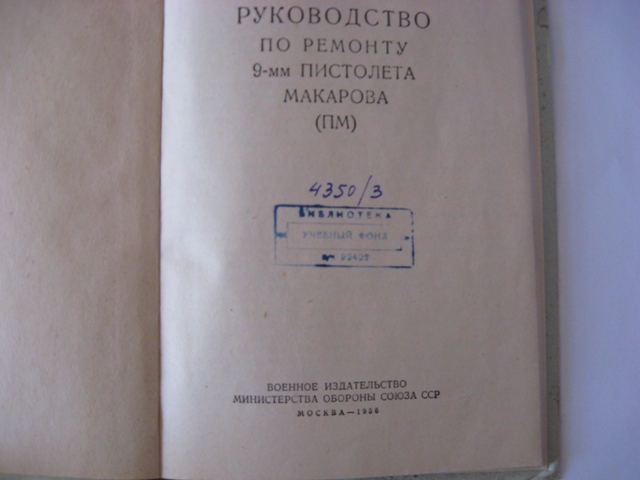 РУКОВОДСТВО
ПО РЕМОНТУ
9-мм ПИСТОЛЕТА
МАКАРОВА
(ПМ)
4350/3
БИБЛИОТЕКА
УЧЕБНЫЙ ФОНД
ВОЕННОЕ ИЗДАТЕЛЬСТВО
МИНИСТЕРСТВА ОБОРОНЫ СОЮЗА ССР
МОСКВА—1956